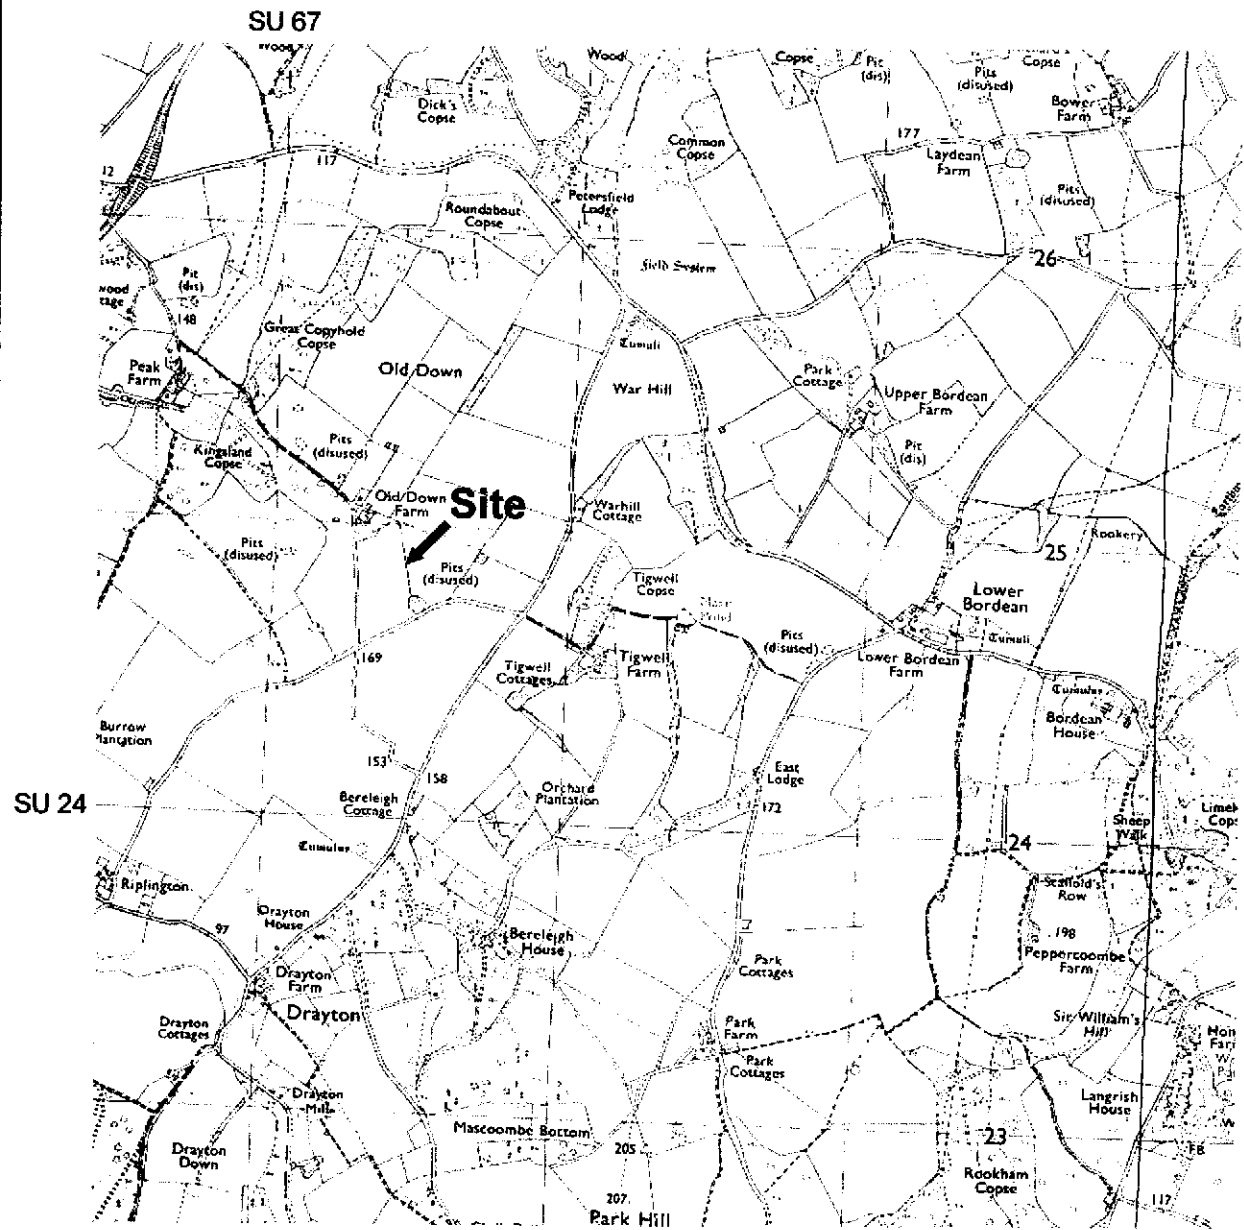 SU 67
Wood
Wood
Copse
Pit
(dis)
Pits
(disused)
Copse
Bower
Farm
Dick's
Copse
Common
Copse
177
Laydean
Farm
117
12
Petersfield
Lodge
Pits
(disused)
Roundabout
Copse
Field System
26
Pit
(dis)
148
Great Copyhold
Copse
Tumuli
Peak
Farm
Old Down
War Hill
Park
Cottage
Upper Bordean
Farm
Kingsland
Copse
Pits
(disused)
Pit
(dis)
Old Down
Farm
Site
Warhill
Cottage
Pits
(disused)
Rookery
25
Pits
(disused)
Tigwell
Copse
Lower
Bordean
Pond
Tumuli
Pits
(disused)
169
Tigwell
Cottages
Tigwell
Farm
Lower Bordean
Farm
Tumulus
Burrow
Plantation
Bordean
House
153
158
East
Lodge
Orchard
Plantation
172
SU 24
Bereleigh
Cottage
Sheep
Walk
Tumulus
24
Riplington
Scaffold's
Row
Drayton
House
97
198
Bereleigh
House
Peppercoombe
Farm
Park
Cottages
Drayton
Farm
Drayton
Drayton
Cottages
Park
Farm
Sir William's
Hill
Park
Cottages
Drayton
Mill
Langrish
House
Mascoombe Bottom
Drayton
Down
205
23
FB
Rookham
Copse
207
Park Hill
117